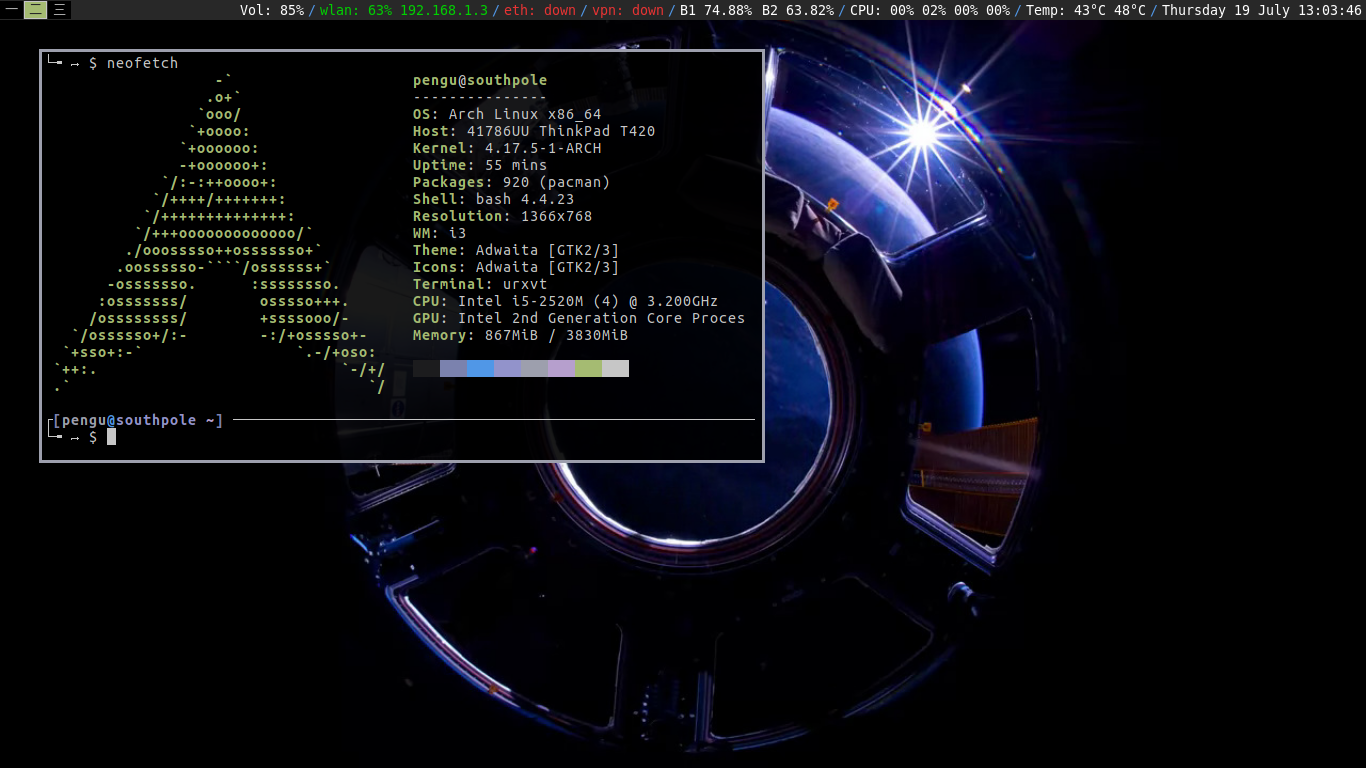 一 二 三 Vol: 85% / wlan: 63% 192.168.1.3 / eth: down / vpn: down / B1 74.88% B2 63.82% / CPU: 00% 02% 00% 00% / Temp: 43°C 48°C / Thursday 19 July 13:03:46
└╼ → $ neofetch
-` pengu@southpole
.o+` ---------------
`ooo/ OS: Arch Linux x86_64
`+oooo: Host: 41786UU ThinkPad T420
`+oooooo: Kernel: 4.17.5-1-ARCH
-+oooooo+: Uptime: 55 mins
`/:-:++oooo+: Packages: 920 (pacman)
`/++++/+++++++: Shell: bash 4.4.23
`/++++++++++++++: Resolution: 1366x768
`/+++ooooooooooooo/` WM: i3
./ooosssso++osssssso+` Theme: Adwaita [GTK2/3]
.oossssso-````/ossssss+` Icons: Adwaita [GTK2/3]
-osssssso. :ssssssso. Terminal: urxvt
:osssssss/ osssso+++. CPU: Intel i5-2520M (4) @ 3.200GHz
/ossssssss/ +ssssooo/- GPU: Intel 2nd Generation Core Proces
`/ossssso+/:- -:/+osssso+- Memory: 867MiB / 3830MiB
`+sso+:-` `.-/+oso:
`++:. `-/+/
.` `/
┌[pengu@southpole ~]
└╼ → $